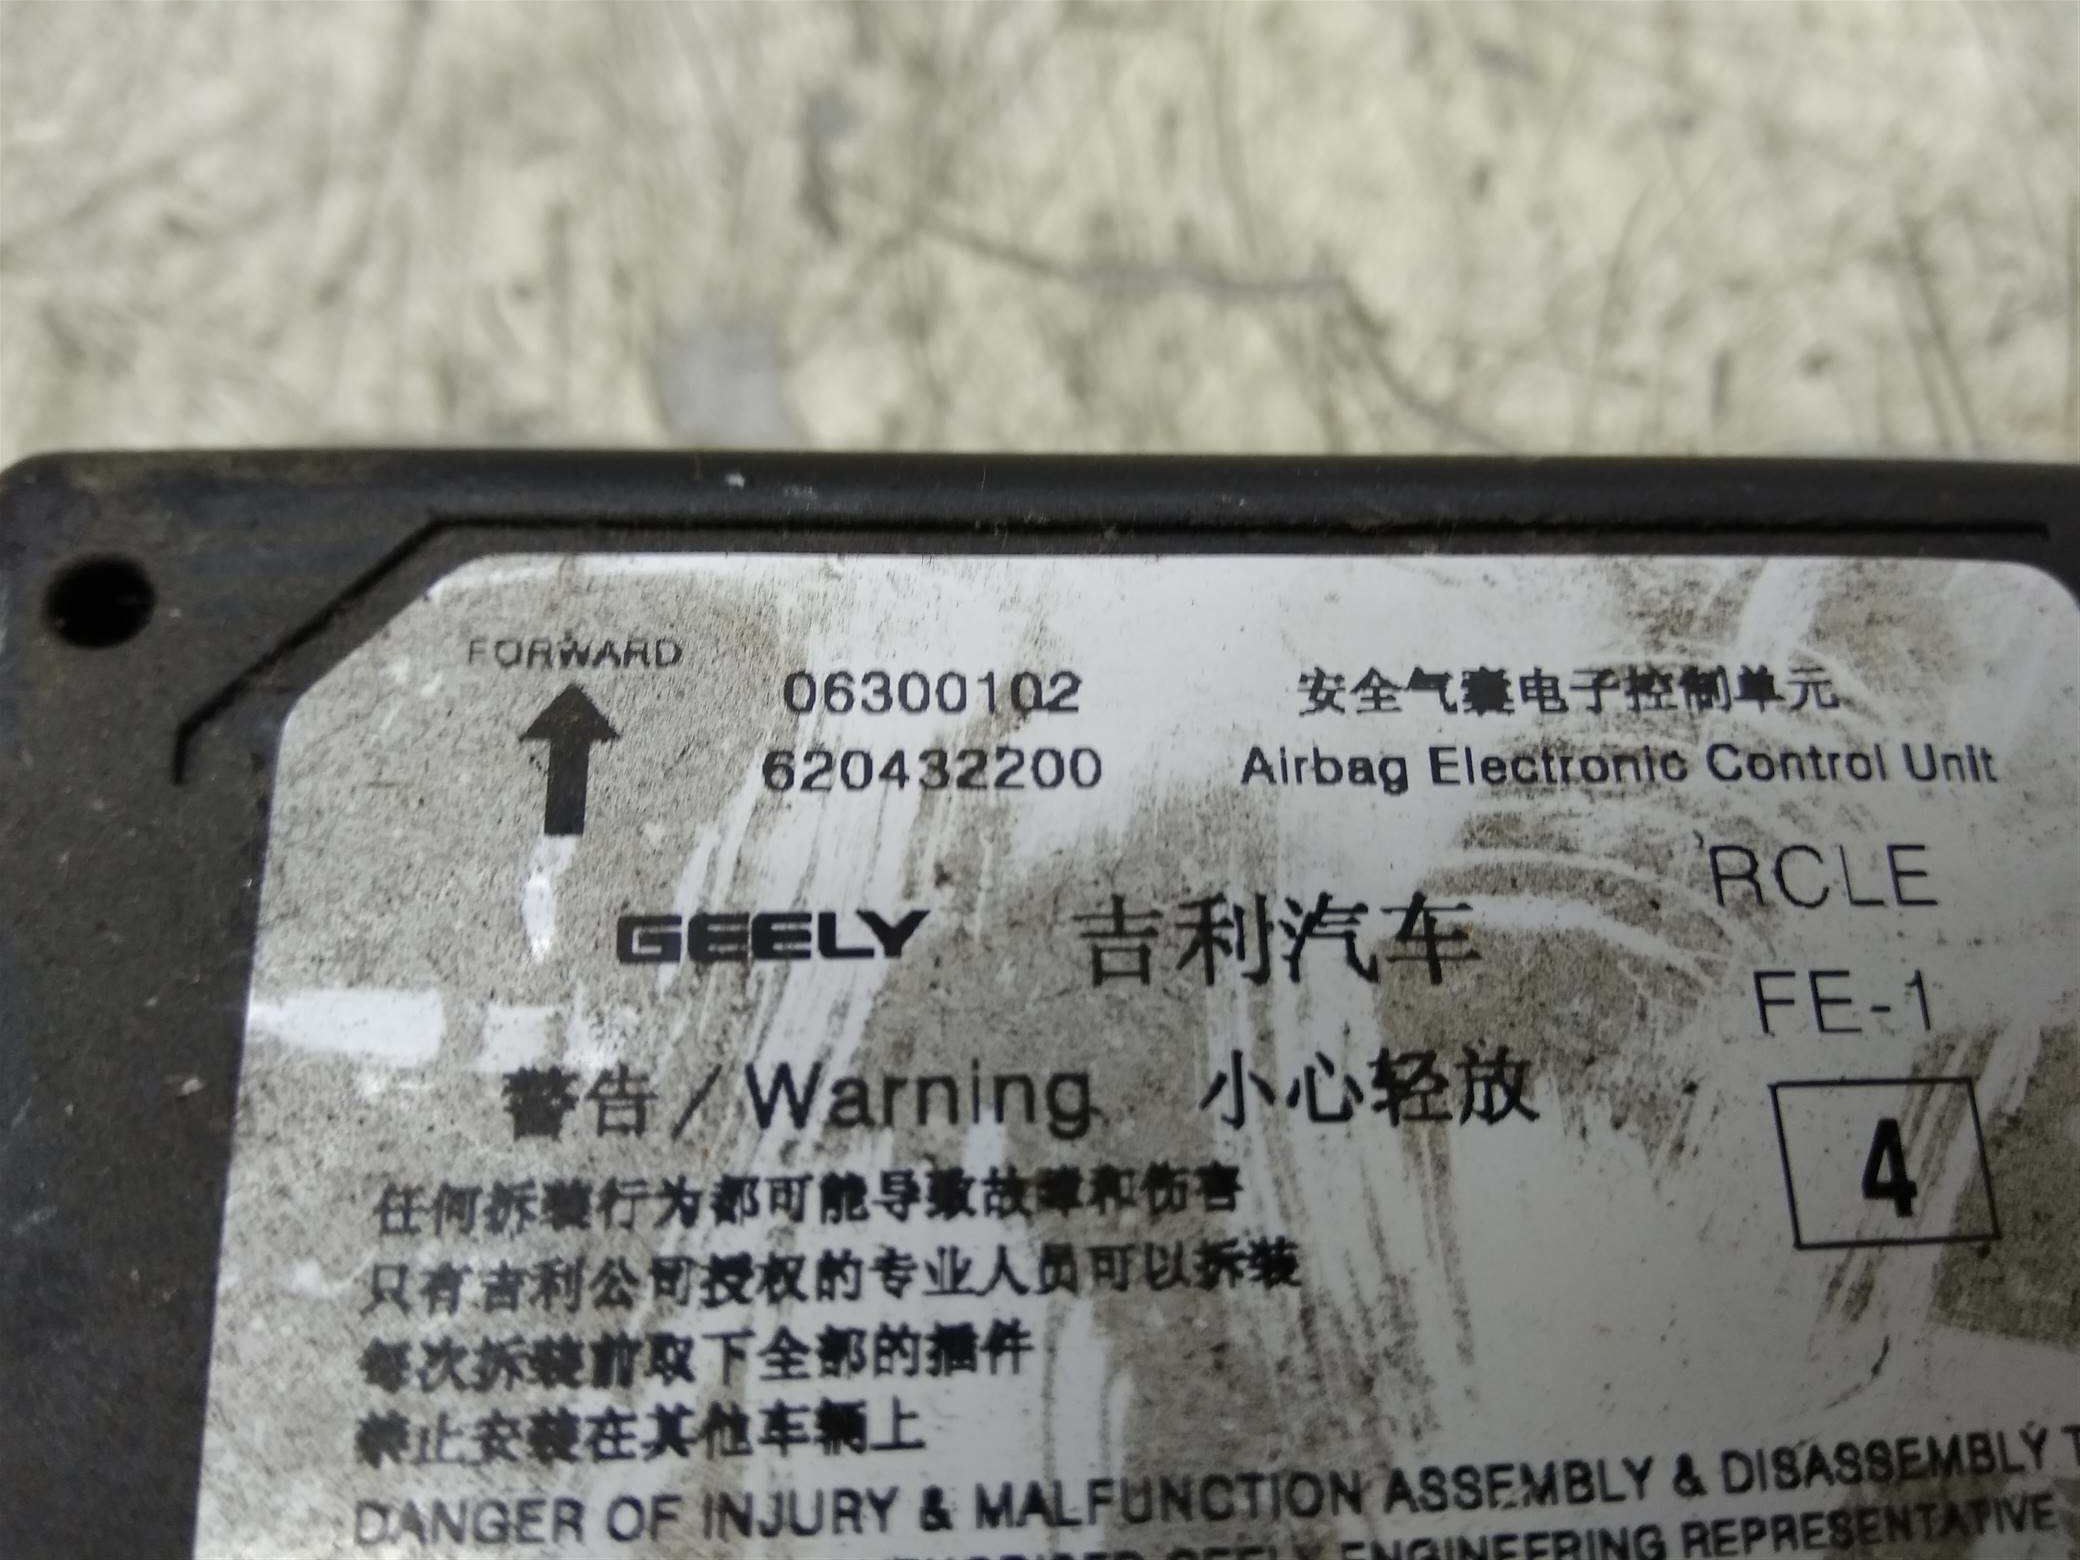 FORWARD
06300102
安全气囊电子控制单元
620432200
Airbag Electronic Control Unit
RCLE
GEELY 吉利汽车
FE-1
警告 / Warning 小心轻放
4
任何拆装行为都可能导致故障和伤害
只有吉利公司授权的专业人员可以拆装
每次拆装前取下全部的插件
禁止安装在其他车辆上
DANGER OF INJURY & MALFUNCTION ASSEMBLY & DISASSEMBLY
GEELY ENGINEERING REPRESENTATIVE